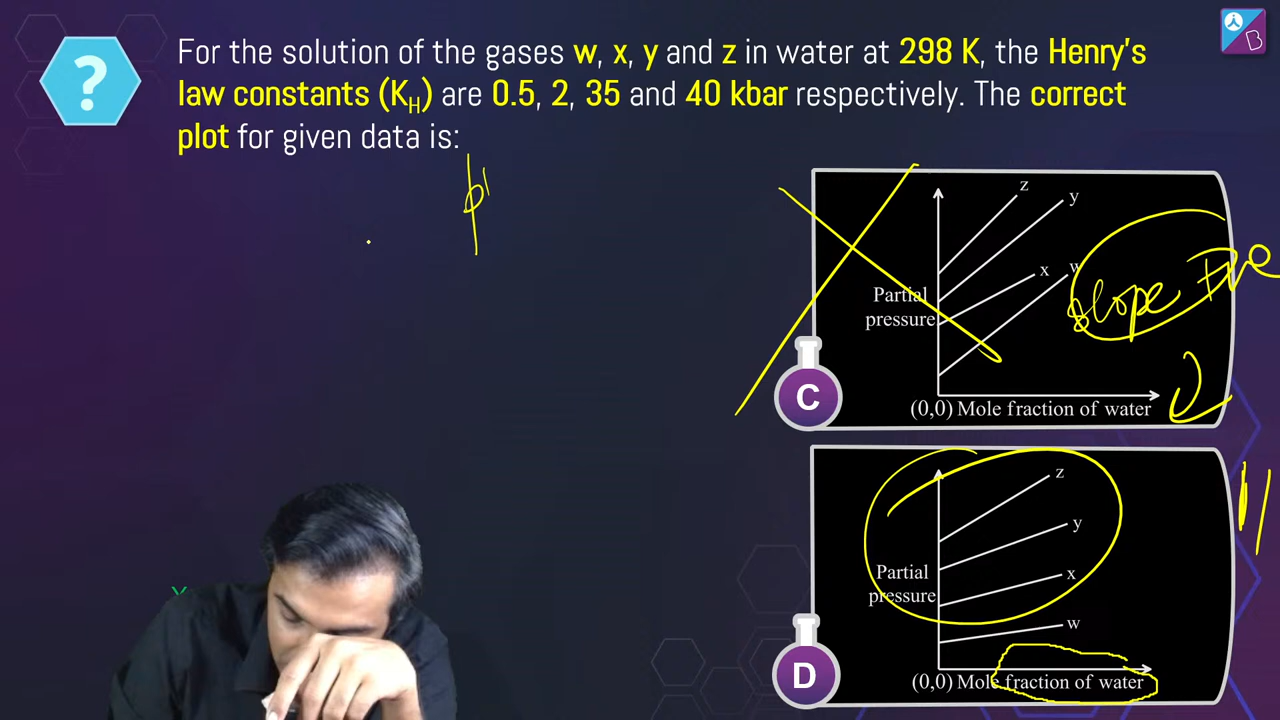 ?
For the solution of the gases w, x, y and z in water at 298 K, the Henry's
law constants (KH) are 0.5, 2, 35 and 40 kbar respectively. The correct
plot for given data is:
B
z
y
x
w
Partial
pressure
(0,0) Mole fraction of water
C
slope +ve
z
y
x
w
Partial
pressure
(0,0) Mole fraction of water
D